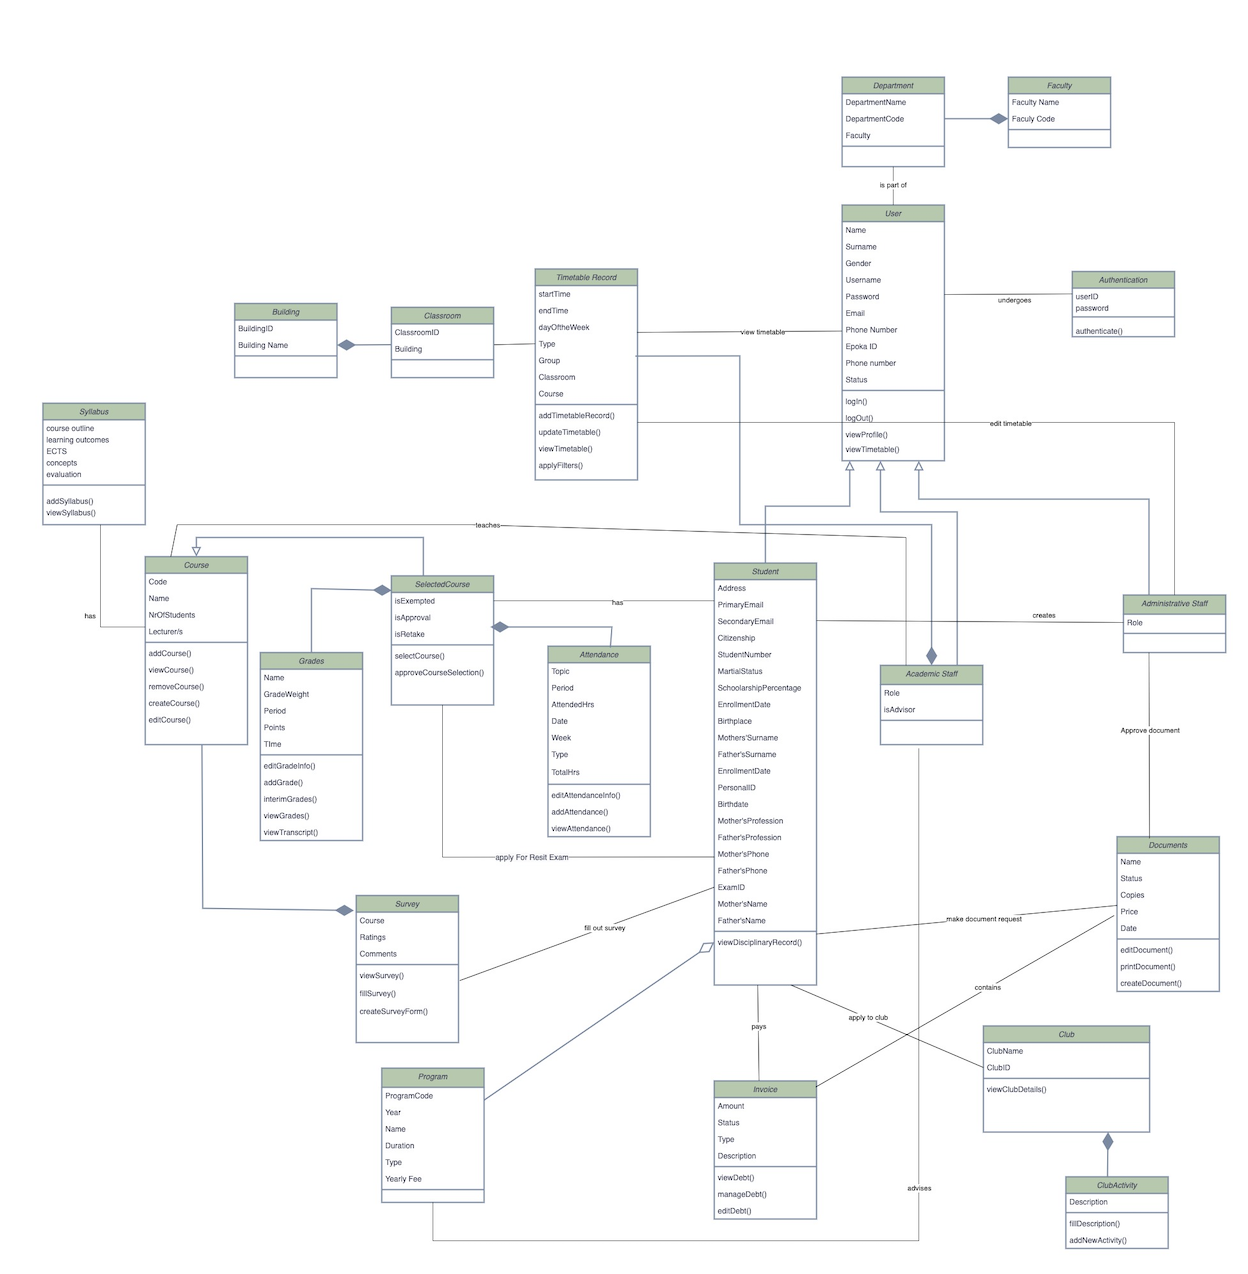 Department
DepartmentName
DepartmentCode
Faculty
Faculty
Faculty Name
Faculy Code
is part of
User
Name
Surname
Gender
Username
Password
Email
Phone Number
Epoka ID
Phone number
Status
logIn()
logOut()
viewProfile()
viewTimetable()
Authentication
userID
password
authenticate()
undergoes
TImetable Record
startTime
endTime
dayOftheWeek
Type
Group
Classroom
Course
addTimetableRecord()
updateTimetable()
viewTimetable()
applyFilters()
view timetable
edit timetable
Building
BuildingID
Building Name
Classroom
ClassroomID
Building
Syllabus
course outline
learning outcomes
ECTS
concepts
evaluation
addSyllabus()
viewSyllabus()
has
teaches
Course
Code
Name
NrOfStudents
Lecturer/s
addCourse()
viewCourse()
removeCourse()
createCourse()
editCourse()
SelectedCourse
isExempted
isApproval
isRetake
selectCourse()
approveCourseSelection()
has
Grades
Name
GradeWeight
Period
Points
TIme
editGradeInfo()
addGrade()
interimGrades()
viewGrades()
viewTranscript()
Attendance
Topic
Period
AttendedHrs
Date
Week
Type
TotalHrs
editAttendanceInfo()
addAttendance()
viewAttendance()
Student
Address
PrimaryEmail
SecondaryEmail
Citizenship
StudentNumber
MartialStatus
SchoolarshipPercentage
EnrollmentDate
Birthplace
Mothers'Surname
Father'sSurname
EnrollmentDate
PersonalID
Birthdate
Mother'sProfession
Father'sProfession
Mother'sPhone
Father'sPhone
ExamID
Mother'sName
Father'sName
viewDisciplinaryRecord()
creates
Administrative Staff
Role
Academic Staff
Role
isAdvisor
Approve document
apply For Resit Exam
Documents
Name
Status
Copies
Price
Date
editDocument()
printDocument()
createDocument()
make document request
fill out survey
Survey
Course
Ratings
Comments
viewSurvey()
fillSurvey()
createSurveyForm()
contains
pays
apply to club
Club
ClubName
ClubID
viewClubDetails()
Program
ProgramCode
Year
Name
Duration
Type
Yearly Fee
Invoice
Amount
Status
Type
Description
viewDebt()
manageDebt()
editDebt()
advises
ClubActivity
Description
fillDescription()
addNewActivity()